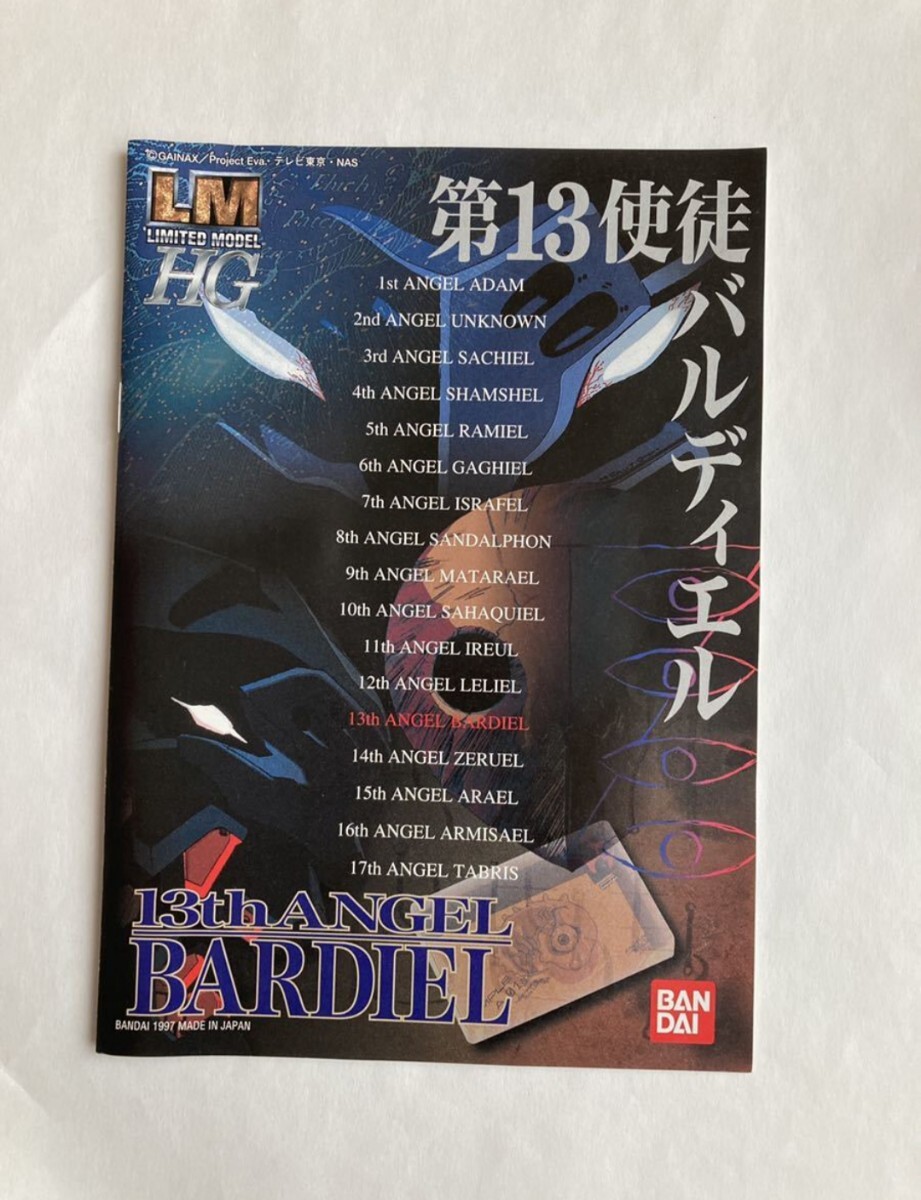 ©GAINAX／Project Eva.・テレビ東京・NAS
LM
LIMITED MODEL
HG
第13使徒
バルディエル
1st ANGEL ADAM
2nd ANGEL UNKNOWN
3rd ANGEL SACHIEL
4th ANGEL SHAMSHEL
5th ANGEL RAMIEL
6th ANGEL GAGHIEL
7th ANGEL ISRAFEL
8th ANGEL SANDALPHON
9th ANGEL MATARAEL
10th ANGEL SAHAQUIEL
11th ANGEL IREUL
12th ANGEL LELIEL
13th ANGEL BARDIEL
14th ANGEL ZERUEL
15th ANGEL ARAEL
16th ANGEL ARMISAEL
17th ANGEL TABRIS
13th ANGEL
BARDIEL
BANDAI 1997 MADE IN JAPAN
BAN
DAI